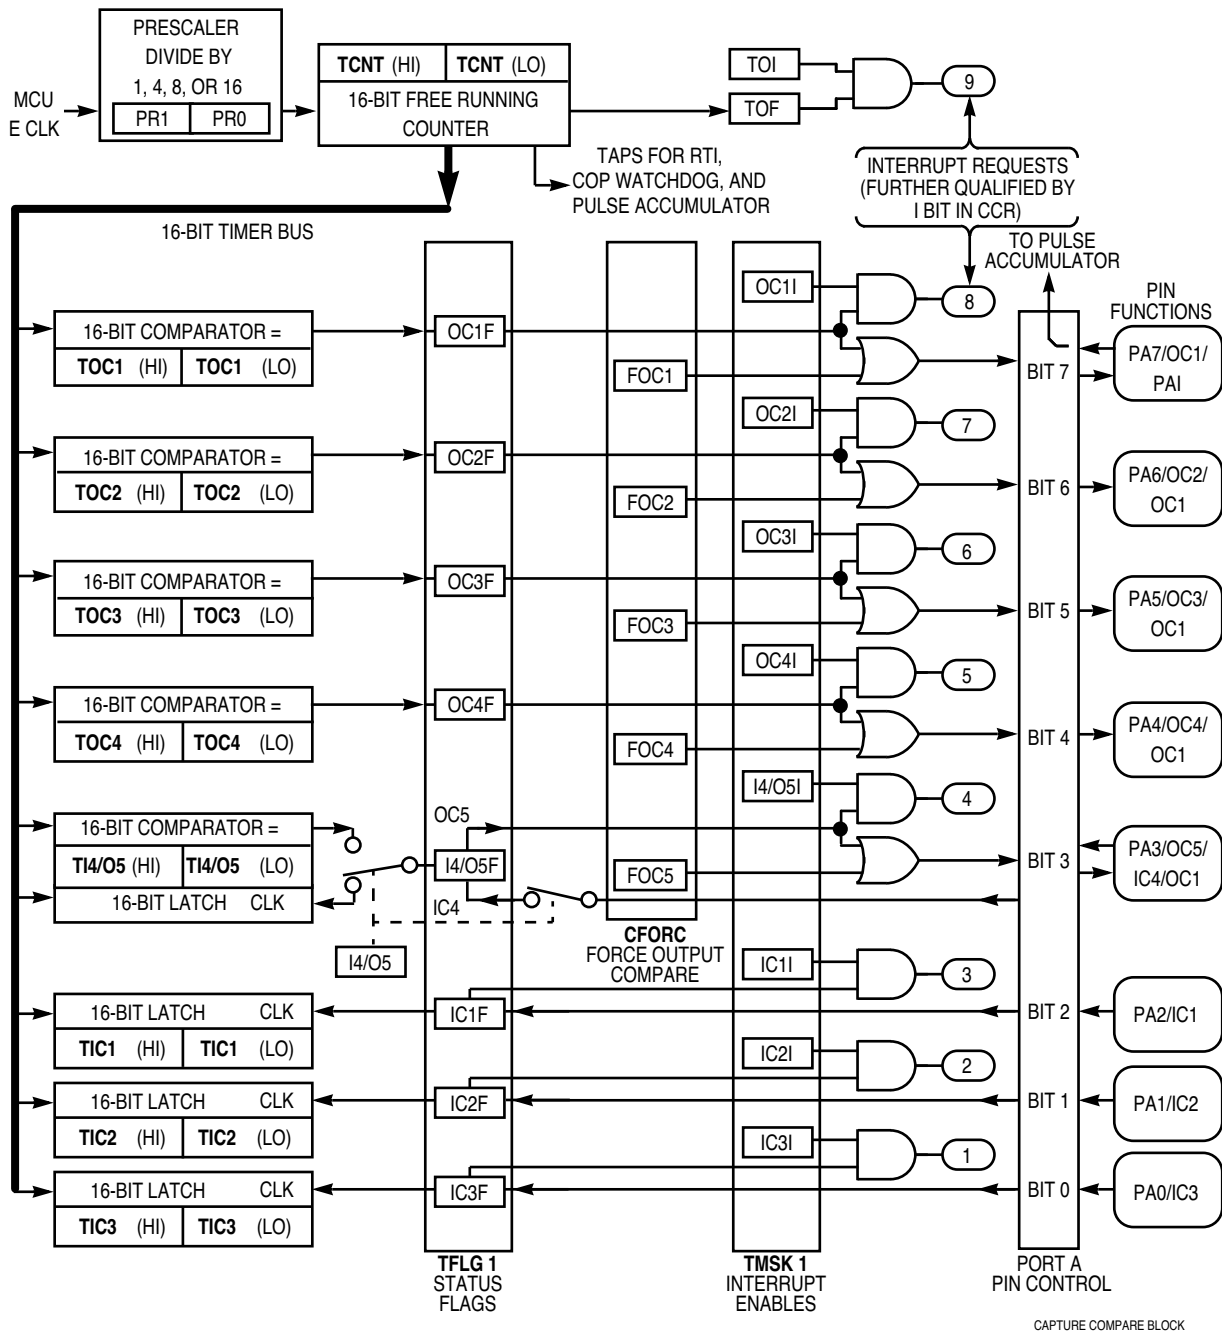 PRESCALER
DIVIDE BY
1, 4, 8, OR 16
PR1 PR0
MCU
E CLK
TCNT (HI) TCNT (LO)
16-BIT FREE RUNNING
COUNTER
TOI
TOF
9
TAPS FOR RTI,
COP WATCHDOG, AND
PULSE ACCUMULATOR
INTERRUPT REQUESTS
(FURTHER QUALIFIED BY
I BIT IN CCR)
16-BIT TIMER BUS
TO PULSE
ACCUMULATOR
PIN
FUNCTIONS
OC1I
8
16-BIT COMPARATOR =
TOC1 (HI) TOC1 (LO)
OC1F
FOC1
BIT 7
PA7/OC1/
PAI
OC2I
7
16-BIT COMPARATOR =
TOC2 (HI) TOC2 (LO)
OC2F
FOC2
BIT 6
PA6/OC2/
OC1
OC3I
6
16-BIT COMPARATOR =
TOC3 (HI) TOC3 (LO)
OC3F
FOC3
BIT 5
PA5/OC3/
OC1
OC4I
5
16-BIT COMPARATOR =
TOC4 (HI) TOC4 (LO)
OC4F
FOC4
BIT 4
PA4/OC4/
OC1
I4/O5I
4
16-BIT COMPARATOR =
TI4/O5 (HI) TI4/O5 (LO)
16-BIT LATCH CLK
OC5
I4/O5F
IC4
FOC5
BIT 3
PA3/OC5/
IC4/OC1
I4/O5
CFORC
FORCE OUTPUT
COMPARE
IC1I
3
16-BIT LATCH CLK
TIC1 (HI) TIC1 (LO)
IC1F
BIT 2
PA2/IC1
IC2I
2
16-BIT LATCH CLK
TIC2 (HI) TIC2 (LO)
IC2F
BIT 1
PA1/IC2
IC3I
1
16-BIT LATCH CLK
TIC3 (HI) TIC3 (LO)
IC3F
BIT 0
PA0/IC3
TFLG 1
STATUS
FLAGS
TMSK 1
INTERRUPT
ENABLES
PORT A
PIN CONTROL
CAPTURE COMPARE BLOCK